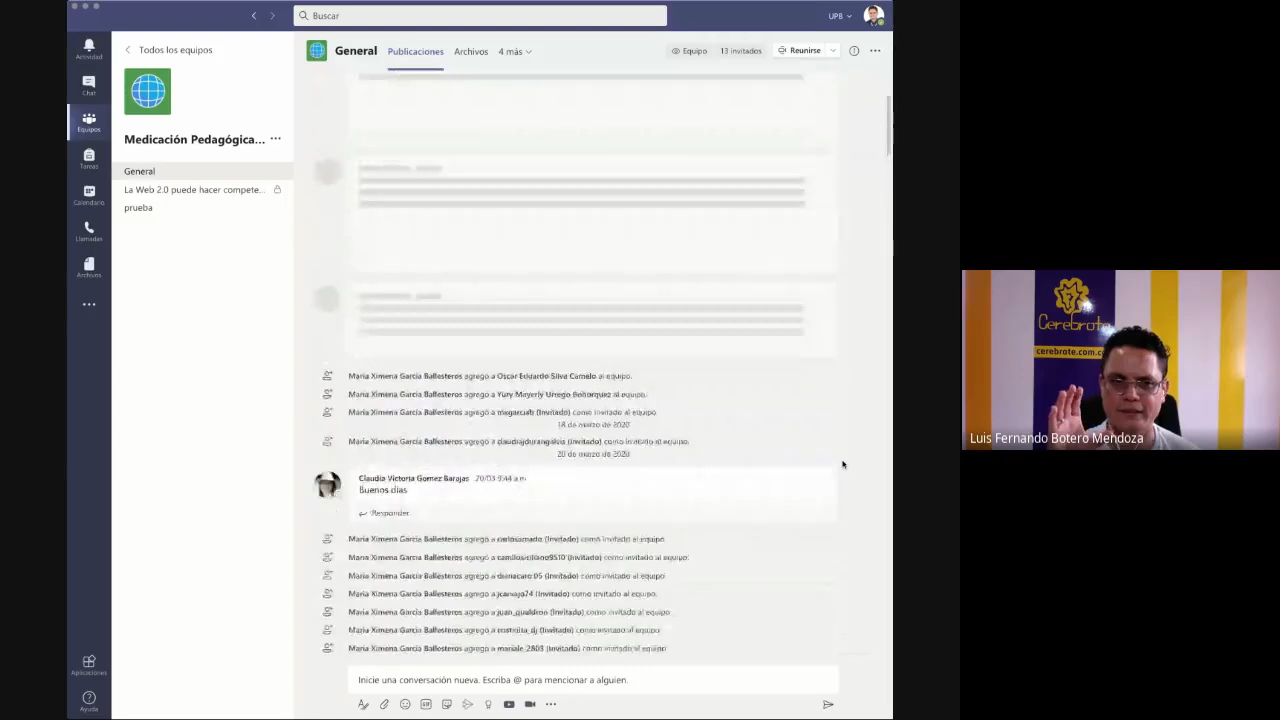 Buscar
UPB
Actividad
Chat
Equipos
Tareas
Calendario
Llamadas
Archivos
Aplicaciones
Ayuda
Todos los equipos
Medicación Pedagógica...
General
La Web 2.0 puede hacer compete...
prueba
General
Publicaciones
Archivos
4 más
Equipo
13 invitados
Reunirse
Maria Ximena Garcia Ballesteros agregó a Oscar Eduardo Silva Camelo al equipo.
Maria Ximena Garcia Ballesteros agregó a Yury Mayerly Urrego Bohorquez al equipo.
Maria Ximena Garcia Ballesteros agregó a (Invitado) como invitado al equipo
18 de marzo de 2020
Maria Ximena Garcia Ballesteros agregó a (Invitado) como invitado al equipo.
20 de marzo de 2020
Claudia Victoria Gomez Barajas 20/03 9:44 a.m.
Buenos días
Responder
Maria Ximena Garcia Ballesteros agregó a (Invitado) como invitado al equipo
Maria Ximena Garcia Ballesteros agregó a (Invitado) como invitado al equipo.
Maria Ximena Garcia Ballesteros agregó a (Invitado) como invitado al equipo
Maria Ximena Garcia Ballesteros agregó a (Invitado) como invitado al equipo.
Maria Ximena Garcia Ballesteros agregó a juan_gualdron (Invitado) como invitado al equipo
Maria Ximena Garcia Ballesteros agregó a (Invitado) como invitado al equipo
Maria Ximena Garcia Ballesteros agregó a mariale_2803 (Invitado) como invitado al equipo
Inicie una conversación nueva. Escriba @ para mencionar a alguien.
GIF
Cerebrote
cerebrote.com.co
Luis Fernando Botero Mendoza